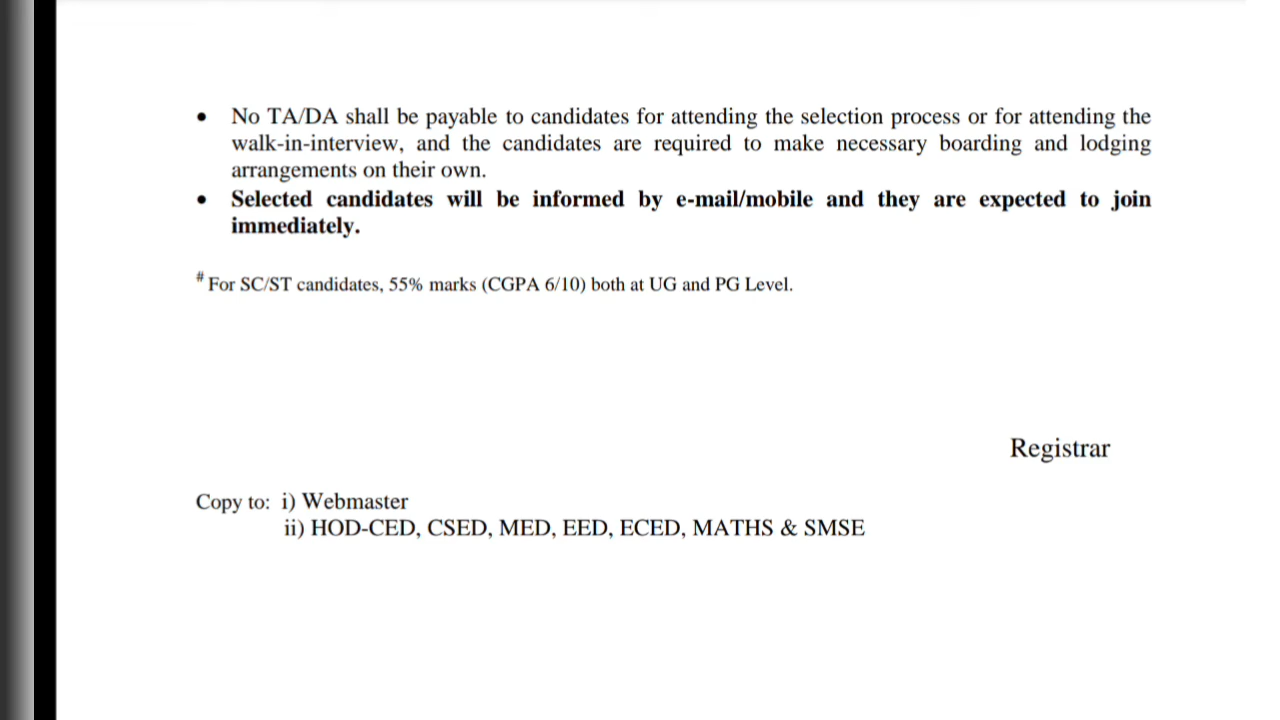 • No TA/DA shall be payable to candidates for attending the selection process or for attending the
walk-in-interview, and the candidates are required to make necessary boarding and lodging
arrangements on their own.
• Selected candidates will be informed by e-mail/mobile and they are expected to join
immediately.
# For SC/ST candidates, 55% marks (CGPA 6/10) both at UG and PG Level.
Registrar
Copy to: i) Webmaster
ii) HOD-CED, CSED, MED, EED, ECED, MATHS & SMSE